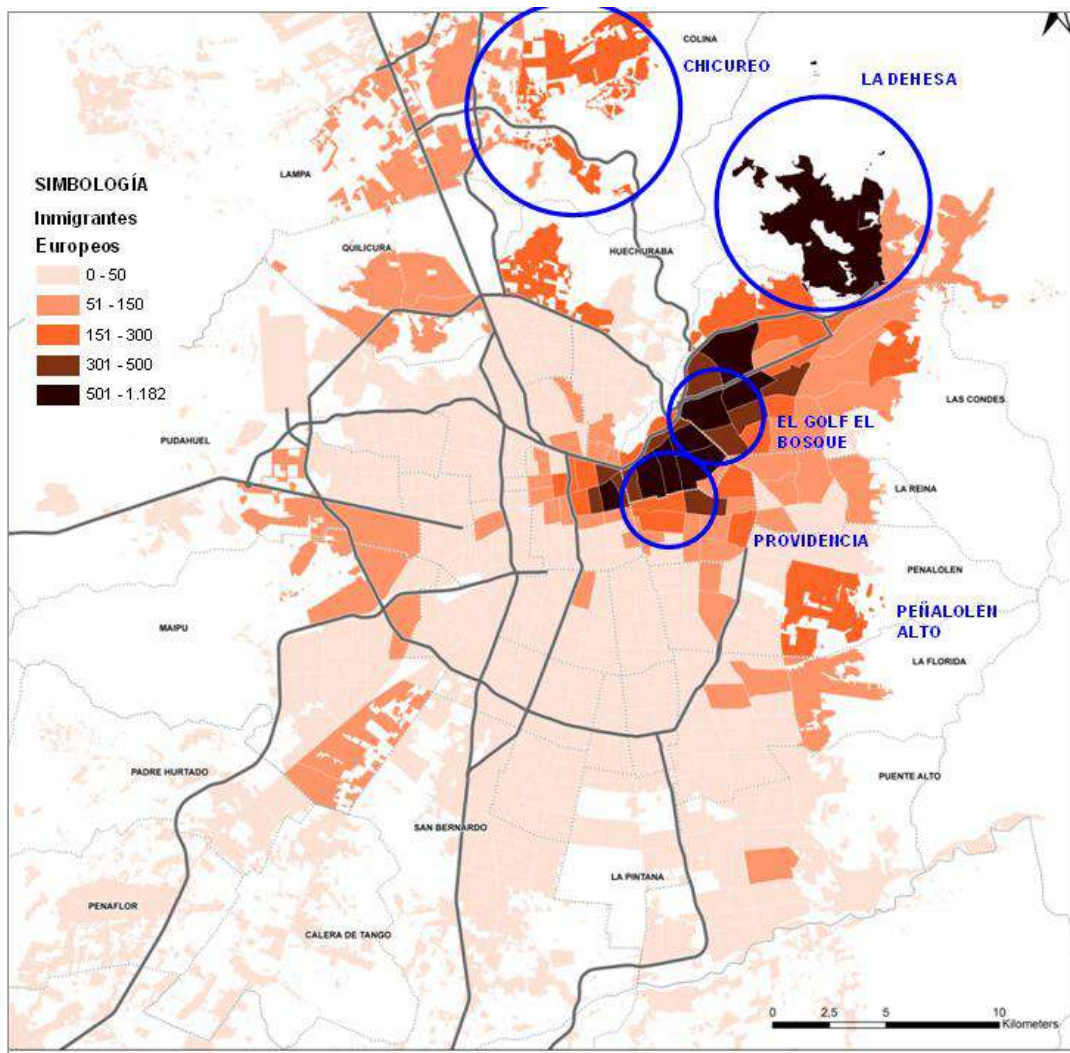 COLINA
CHICUREO
LA DEHESA
SIMBOLOGÍA
Inmigrantes
Europeos
0 - 50
51 - 150
151 - 300
301 - 500
501 - 1.182
LAMPA
QUILICURA
HUECHURABA
LAS CONDES
EL GOLF EL
BOSQUE
PUDAHUEL
LA REINA
PROVIDENCIA
PENALOLEN
PEÑALOLEN
ALTO
MAIPU
LA FLORIDA
PADRE HURTADO
PUENTE ALTO
SAN BERNARDO
LA PINTANA
PENAFLOR
CALERA DE TANGO
0 2,5 5 10
Kilometers